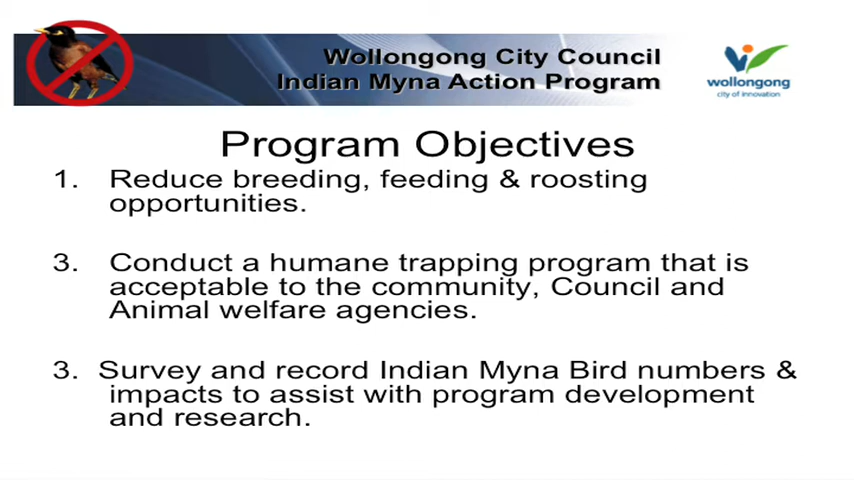 Wollongong City Council
Indian Myna Action Program
wollongong
city of innovation
Program Objectives
1. Reduce breeding, feeding & roosting
opportunities.
3. Conduct a humane trapping program that is
acceptable to the community, Council and
Animal welfare agencies.
3. Survey and record Indian Myna Bird numbers &
impacts to assist with program development
and research.